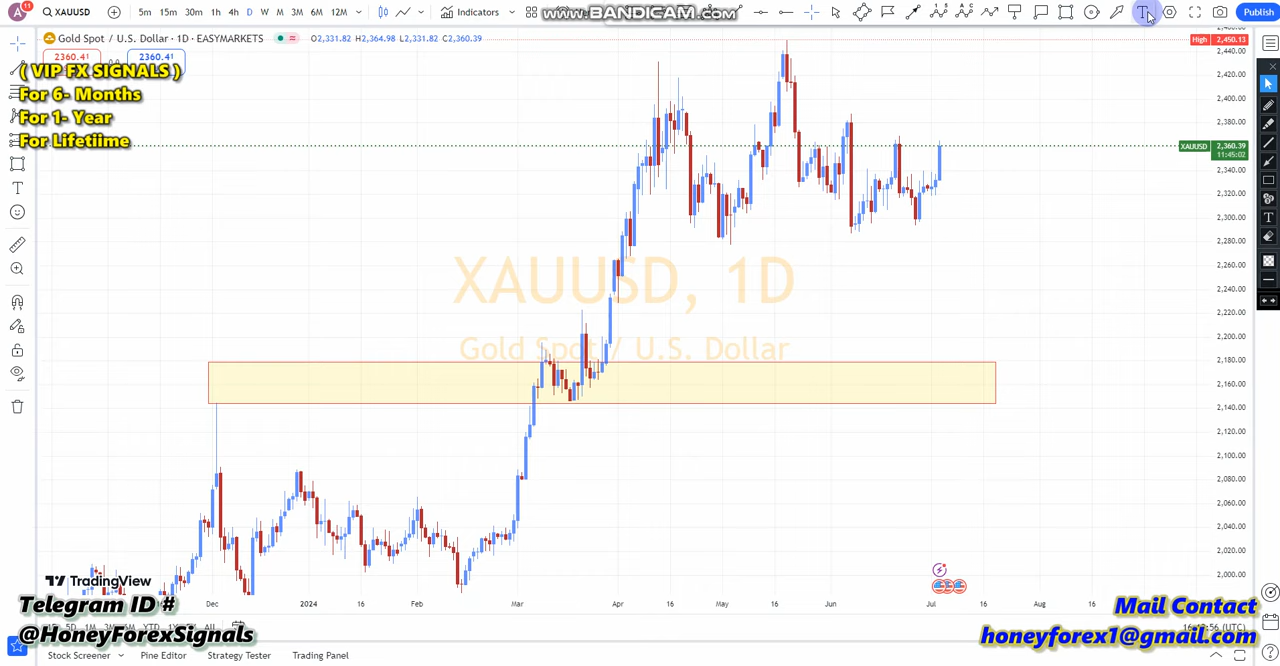 A 11 XAUUSD 5m 15m 30m 1h 4h D W M 3M 6M 12M Indicators
WWW.BANDICAM.COM
Publish
Gold Spot / U.S. Dollar · 1D · EASYMARKETS O2,331.82 H2,364.98 L2,331.82 C2,360.39
2360.41 2360.41
( VIP FX SIGNALS )
For 6- Months
For 1- Year
For Lifetiime
XAUUSD, 1D
Gold Spot / U.S. Dollar
High 2,450.13
2,440.00
2,420.00
2,400.00
2,380.00
XAUUSD 2,360.39
11:45:02
2,340.00
2,320.00
2,300.00
2,280.00
2,260.00
2,240.00
2,220.00
2,200.00
2,180.00
2,160.00
2,140.00
2,120.00
2,100.00
2,080.00
2,060.00
2,040.00
2,020.00
2,000.00
TradingView
Dec 2024 16 Feb Mar Apr 16 May 16 Jun Jul 16 Aug 16
Telegram ID #
@HoneyForexSignals
Mail Contact
honeyforex1@gmail.com
Stock Screener Pine Editor Strategy Tester Trading Panel